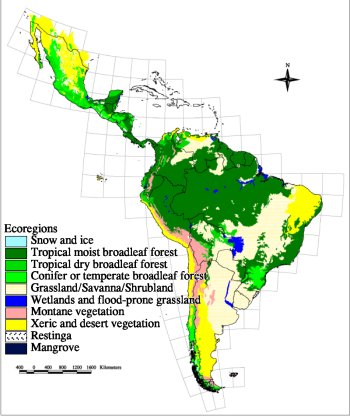 N
Ecoregions
Snow and ice
Tropical moist broadleaf forest
Tropical dry broadleaf forest
Conifer or temperate broadleaf forest
Grassland/Savanna/Shrubland
Wetlands and flood-prone grassland
Montane vegetation
Xeric and desert vegetation
Restinga
Mangrove
400 0 400 800 1200 1600 Kilometers